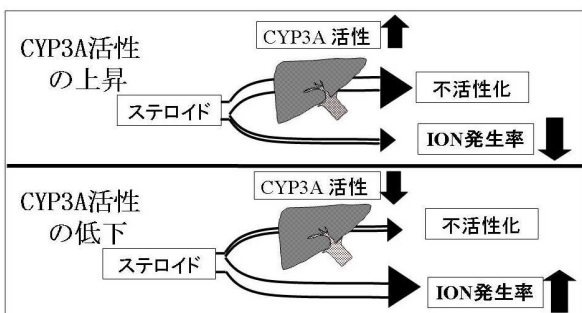 CYP3A活性
の上昇
CYP3A 活性
ステロイド
不活性化
ION発生率
CYP3A活性
の低下
CYP3A 活性
ステロイド
不活性化
ION発生率